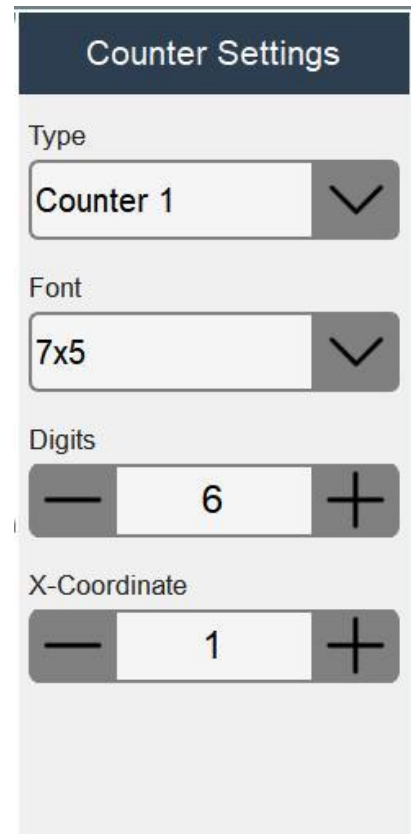 Counter Settings
Type
Counter 1
Font
7x5
Digits
6
X-Coordinate
1